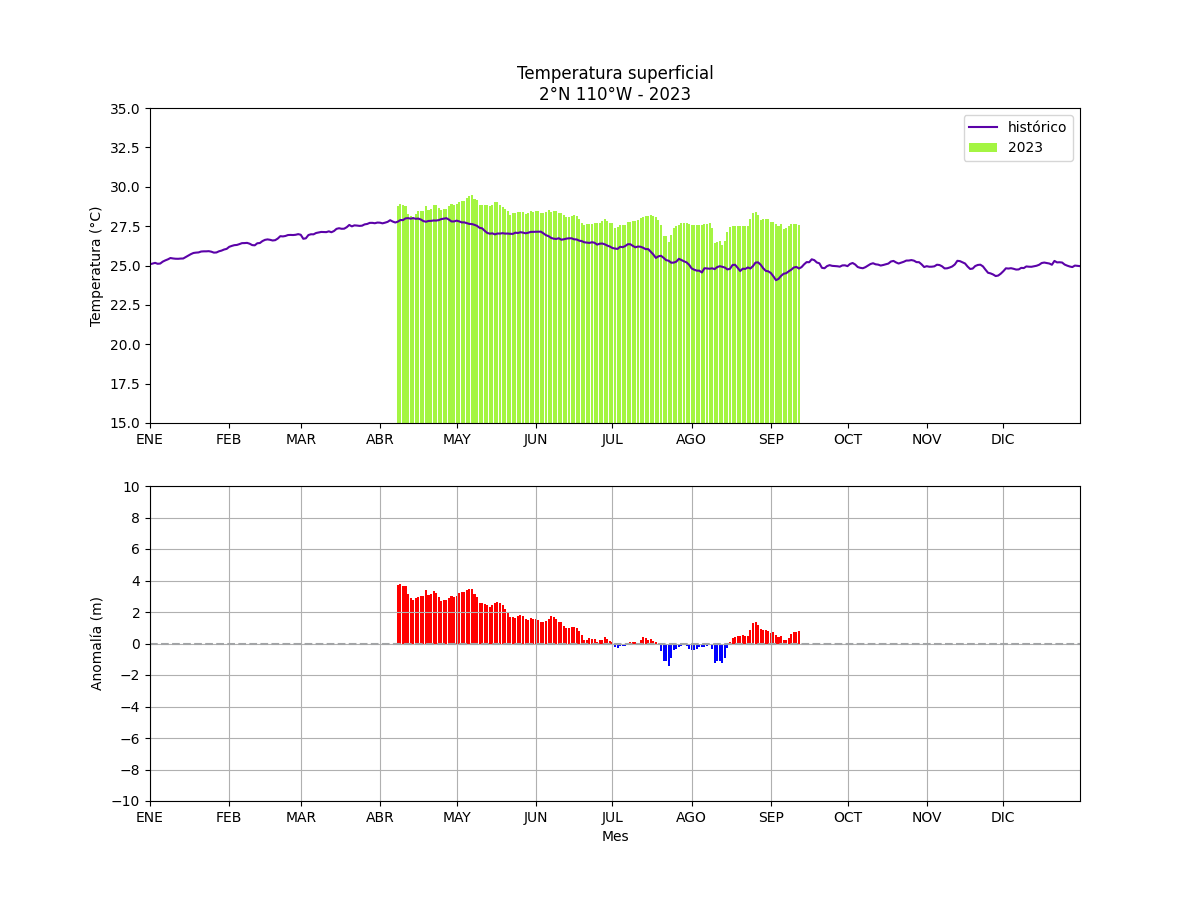 Temperatura superficial
2°N 110°W - 2023
35.0
32.5
30.0
27.5
25.0
22.5
20.0
17.5
15.0
Temperatura (°C)
histórico
2023
ENE FEB MAR ABR MAY JUN JUL AGO SEP OCT NOV DIC
10
8
6
4
2
0
−2
−4
−6
−8
−10
Anomalía (m)
ENE FEB MAR ABR MAY JUN JUL AGO SEP OCT NOV DIC
Mes